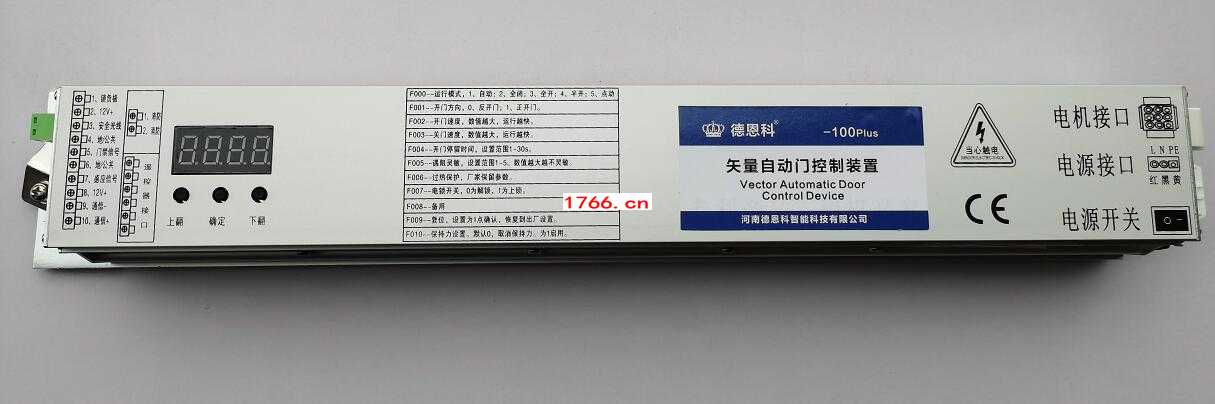 1、锁负极
2、12V+
3、安全光线
4、地/公共
5、门禁信号
6、地/公共
7、感应信号
8、12V+
9、通信-
10、通信+
1、消防
2、消防
遥控器接口
8.8.8.8.
上翻 确定 下翻
F000--运行模式，1、自动；2、全闭；3、全开；4、半开；5、点动
F001--开门方向，0、反开门；1、正开门。
F002--开门速度，数值越大，运行越快。
F003--关门速度，数值越大，运行越快。
F004--开门停留时间，设置范围1-30s。
F005--遇阻灵敏，设置范围1-5，数值越大越不灵敏。
F006--过热保护，厂家保留参数。
F007--电锁开关，0为解锁，1为上锁。
F008--备用
F009--复位，设置为1点确认，恢复到出厂设置。
F010--保持力设置，默认0，取消保持力，为1启用。
1766.cn
德恩科®
-100Plus
矢量自动门控制装置
Vector Automatic Door
Control Device
河南德恩科智能科技有限公司
当心触电
CE
电机接口
L N PE
电源接口
红 黑 黄
电源开关